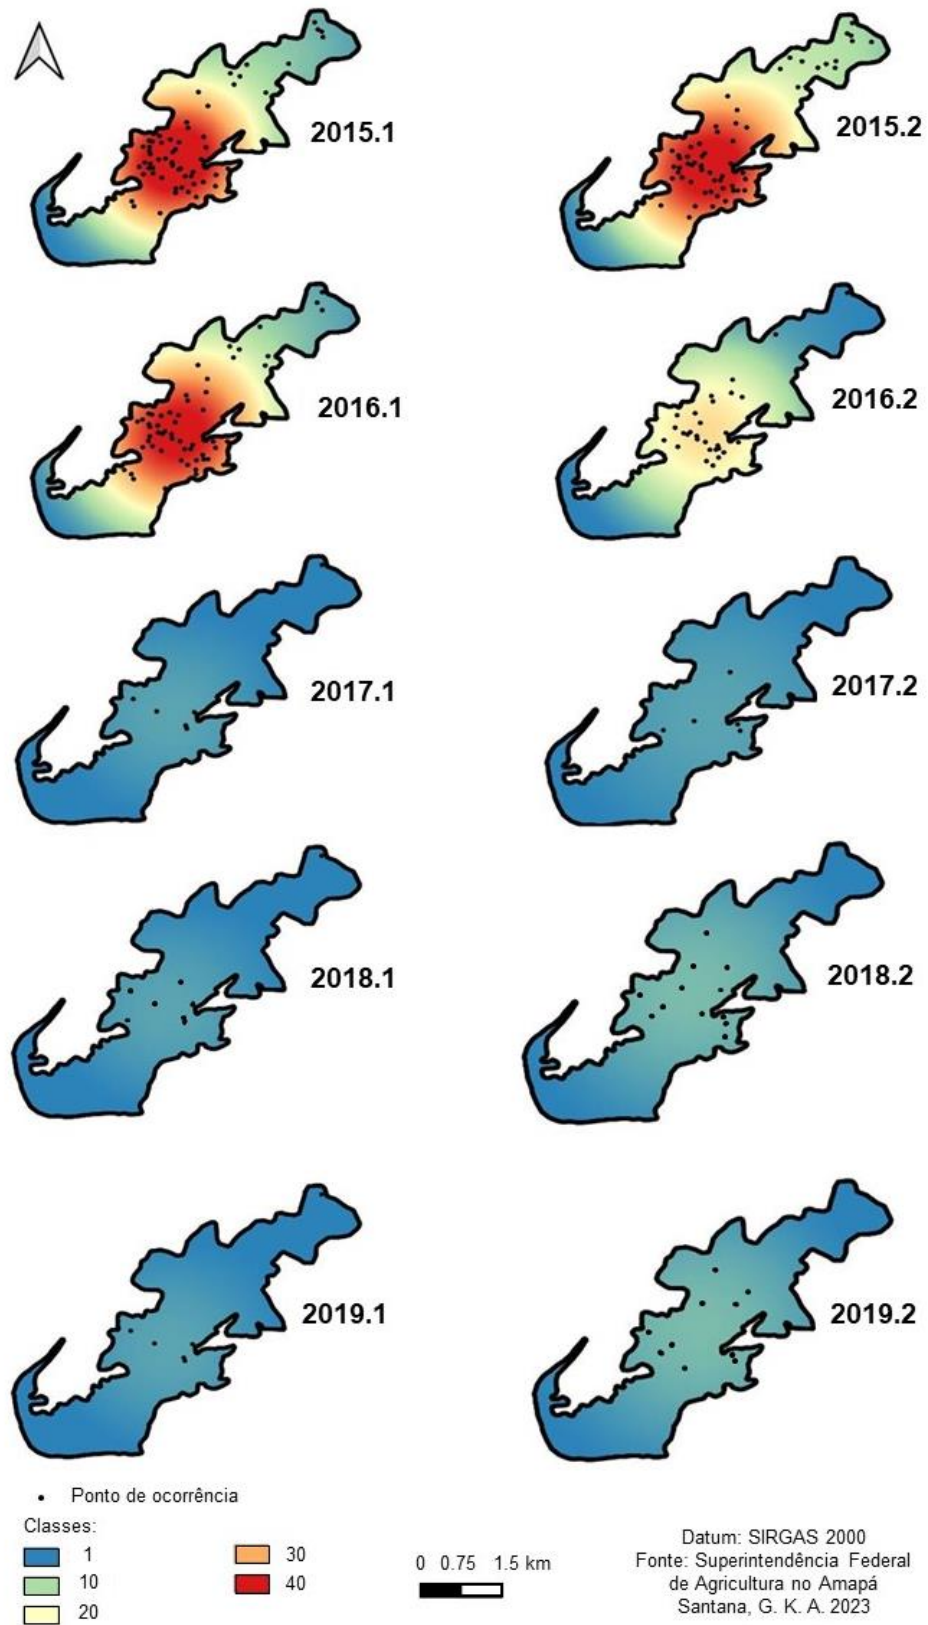 2015.1
2015.2
2016.1
2016.2
2017.1
2017.2
2018.1
2018.2
2019.1
2019.2
Ponto de ocorrência
Classes:
1
10
20
30
40
0 0.75 1.5 km
Datum: SIRGAS 2000
Fonte: Superintendência Federal
de Agricultura no Amapá
Santana, G. K. A. 2023